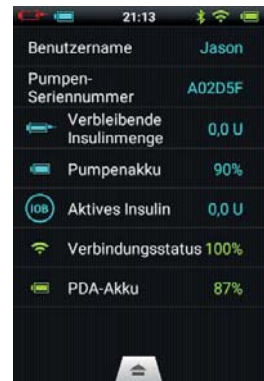 21:13
Benutzername Jason
Pumpen-
Seriennummer A02D5F
Verbleibende
Insulinmenge 0,0 U
Pumpenakku 90%
IOB Aktives Insulin 0,0 U
Verbindungsstatus 100%
PDA-Akku 87%